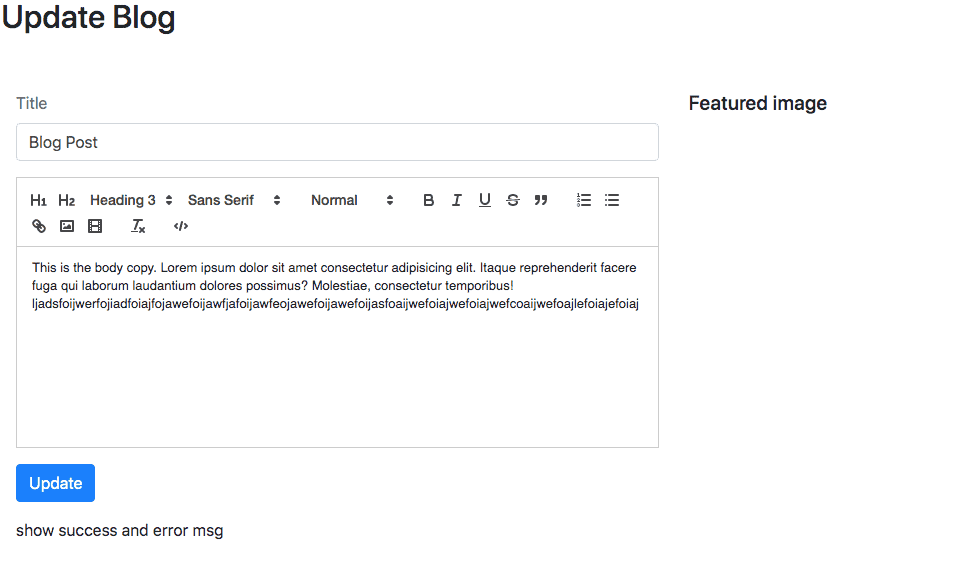 Update Blog
Title
Featured image
Blog Post
H1 H2 Heading 3 Sans Serif Normal B I U S ”
</>
This is the body copy. Lorem ipsum dolor sit amet consectetur adipisicing elit. Itaque reprehenderit facere
fuga qui laborum laudantium dolores possimus? Molestiae, consectetur temporibus!
ljadsfoijwerfojiadfoiajfojawefoijawfjafoijawfeojawefoijawefoijasfoaijwefoiajwefoiajwefcoaijwefoajlefoiajefoiaj
Update
show success and error msg